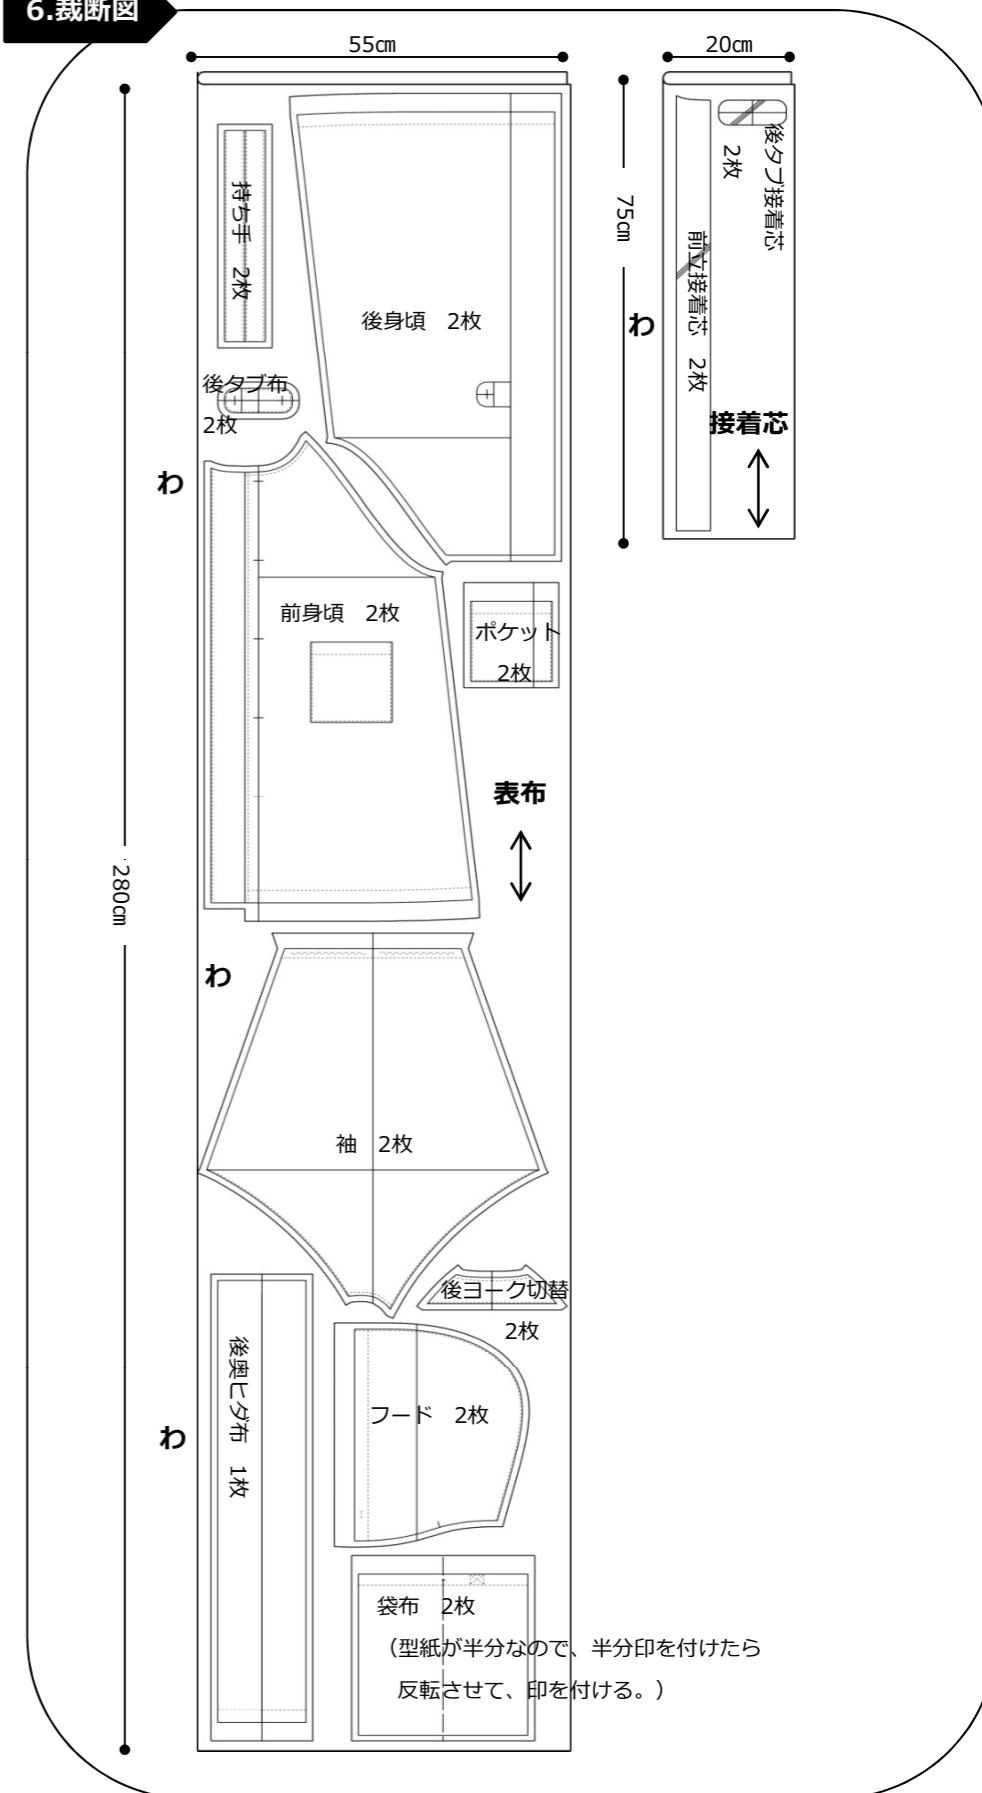 6.裁断図
55㎝
20㎝
持ち手　2枚
後身頃　2枚
後タブ布
2枚
わ
前身頃　2枚
ポケット
2枚
表布
280㎝
わ
袖　2枚
後ヨーク切替
2枚
後奥ヒダ布　1枚
フード　2枚
わ
袋布　2枚
（型紙が半分なので、半分印を付けたら
反転させて、印を付ける。）
75㎝
後タブ接着芯
2枚
前立接着芯　2枚
わ
接着芯